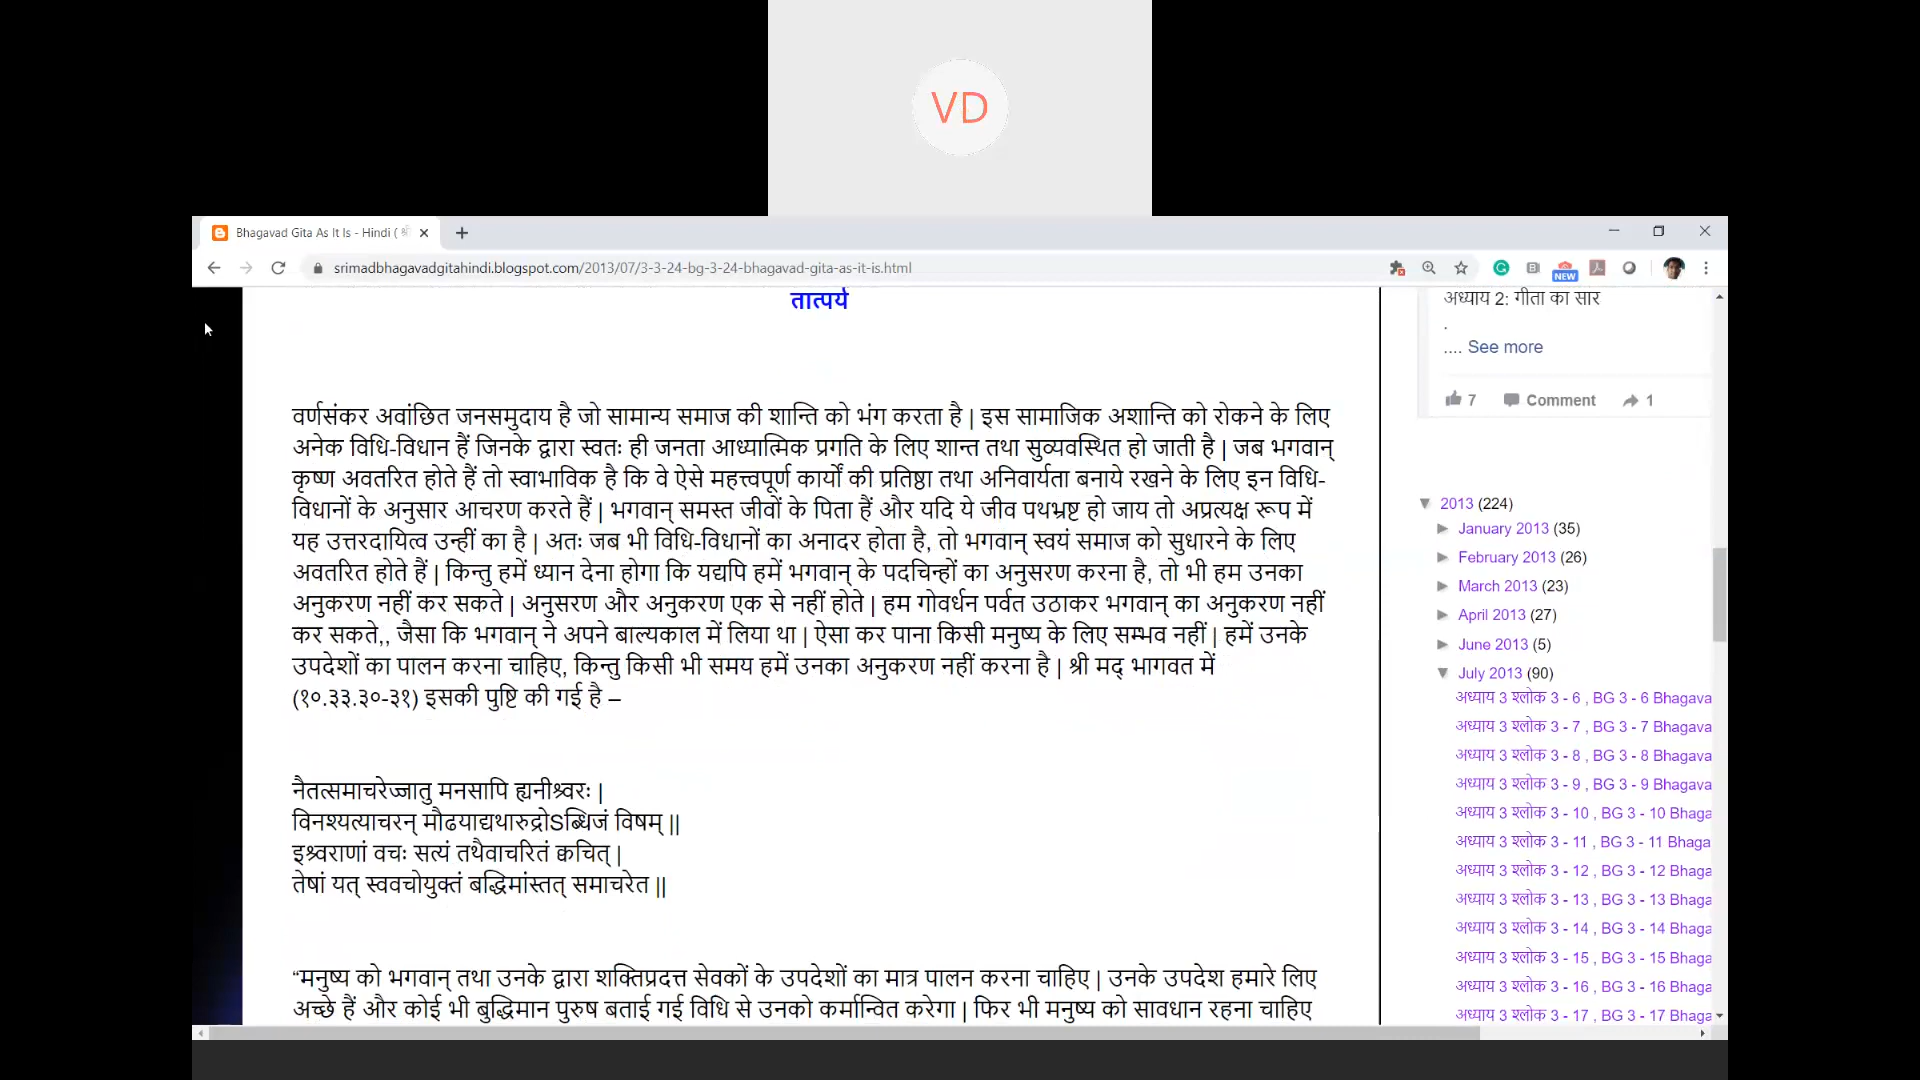 VD
Bhagavad Gita As It Is - Hindi (
srimadbhagavadgitahindi.blogspot.com/2013/07/3-3-24-bg-3-24-bhagavad-gita-as-it-is.html
NEW
तात्पर्य
वर्णसंकर अवांछित जनसमुदाय है जो सामान्य समाज की शान्ति को भंग करता है | इस सामाजिक अशान्ति को रोकने के लिए
अनेक विधि-विधान हैं जिनके द्वारा स्वतः ही जनता आध्यात्मिक प्रगति के लिए शान्त तथा सुव्यवस्थित हो जाती है | जब भगवान्
कृष्ण अवतरित होते हैं तो स्वाभाविक है कि वे ऐसे महत्त्वपूर्ण कार्यों की प्रतिष्ठा तथा अनिवार्यता बनाये रखने के लिए इन विधि-
विधानों के अनुसार आचरण करते हैं | भगवान् समस्त जीवों के पिता हैं और यदि ये जीव पथभ्रष्ट हो जाय तो अप्रत्यक्ष रूप में
यह उत्तरदायित्व उन्हीं का है | अतः जब भी विधि-विधानों का अनादर होता है, तो भगवान् स्वयं समाज को सुधारने के लिए
अवतरित होते हैं | किन्तु हमें ध्यान देना होगा कि यद्यपि हमें भगवान् के पदचिन्हों का अनुसरण करना है, तो भी हम उनका
अनुकरण नहीं कर सकते | अनुसरण और अनुकरण एक से नहीं होते | हम गोवर्धन पर्वत उठाकर भगवान् का अनुकरण नहीं
कर सकते,, जैसा कि भगवान् ने अपने बाल्यकाल में लिया था | ऐसा कर पाना किसी मनुष्य के लिए सम्भव नहीं | हमें उनके
उपदेशों का पालन करना चाहिए, किन्तु किसी भी समय हमें उनका अनुकरण नहीं करना है | श्री मद् भागवत में
(१०.३३.३०-३१) इसकी पुष्टि की गई है –
नैतत्समाचरेज्जातु मनसापि ह्यनीश्र्वरः |
विनश्यत्याचरन् मौढयाद्यथारुद्रोSब्धिजं विषम् ||
इश्र्वराणां वचः सत्यं तथैवाचरितं क्वचित् |
तेषां यत् स्ववचोयुक्तं बद्धिमांस्तत् समाचरेत ||
“मनुष्य को भगवान् तथा उनके द्वारा शक्तिप्रदत्त सेवकों के उपदेशों का मात्र पालन करना चाहिए | उनके उपदेश हमारे लिए
अच्छे हैं और कोई भी बुद्धिमान पुरुष बताई गई विधि से उनको कर्मान्वित करेगा | फिर भी मनुष्य को सावधान रहना चाहिए
अध्याय 2: गीता का सार
.
.... See more
7 Comment 1
2013 (224)
January 2013 (35)
February 2013 (26)
March 2013 (23)
April 2013 (27)
June 2013 (5)
July 2013 (90)
अध्याय 3 श्लोक 3 - 6 , BG 3 - 6 Bhagava
अध्याय 3 श्लोक 3 - 7 , BG 3 - 7 Bhagava
अध्याय 3 श्लोक 3 - 8 , BG 3 - 8 Bhagava
अध्याय 3 श्लोक 3 - 9 , BG 3 - 9 Bhagava
अध्याय 3 श्लोक 3 - 10 , BG 3 - 10 Bhaga
अध्याय 3 श्लोक 3 - 11 , BG 3 - 11 Bhaga
अध्याय 3 श्लोक 3 - 12 , BG 3 - 12 Bhaga
अध्याय 3 श्लोक 3 - 13 , BG 3 - 13 Bhaga
अध्याय 3 श्लोक 3 - 14 , BG 3 - 14 Bhaga
अध्याय 3 श्लोक 3 - 15 , BG 3 - 15 Bhaga
अध्याय 3 श्लोक 3 - 16 , BG 3 - 16 Bhaga
अध्याय 3 श्लोक 3 - 17 , BG 3 - 17 Bhaga